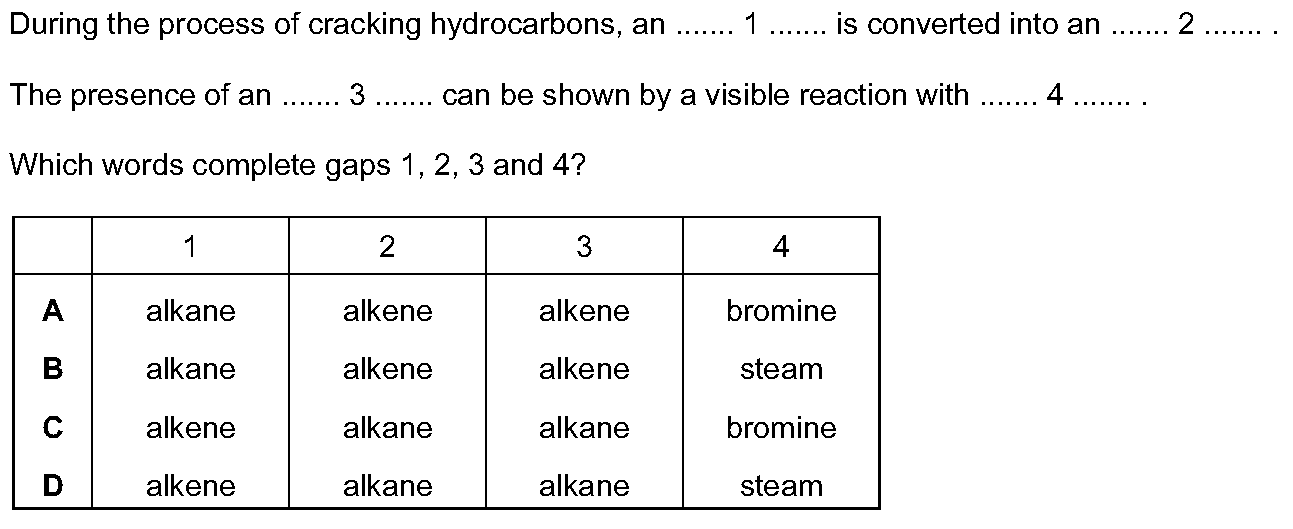 During the process of cracking hydrocarbons, an ....... 1 ....... is converted into an ....... 2 ....... .
The presence of an ....... 3 ....... can be shown by a visible reaction with ....... 4 ....... .
Which words complete gaps 1, 2, 3 and 4?
1 2 3 4
A alkane alkene alkene bromine
B alkane alkene alkene steam
C alkene alkane alkane bromine
D alkene alkane alkane steam